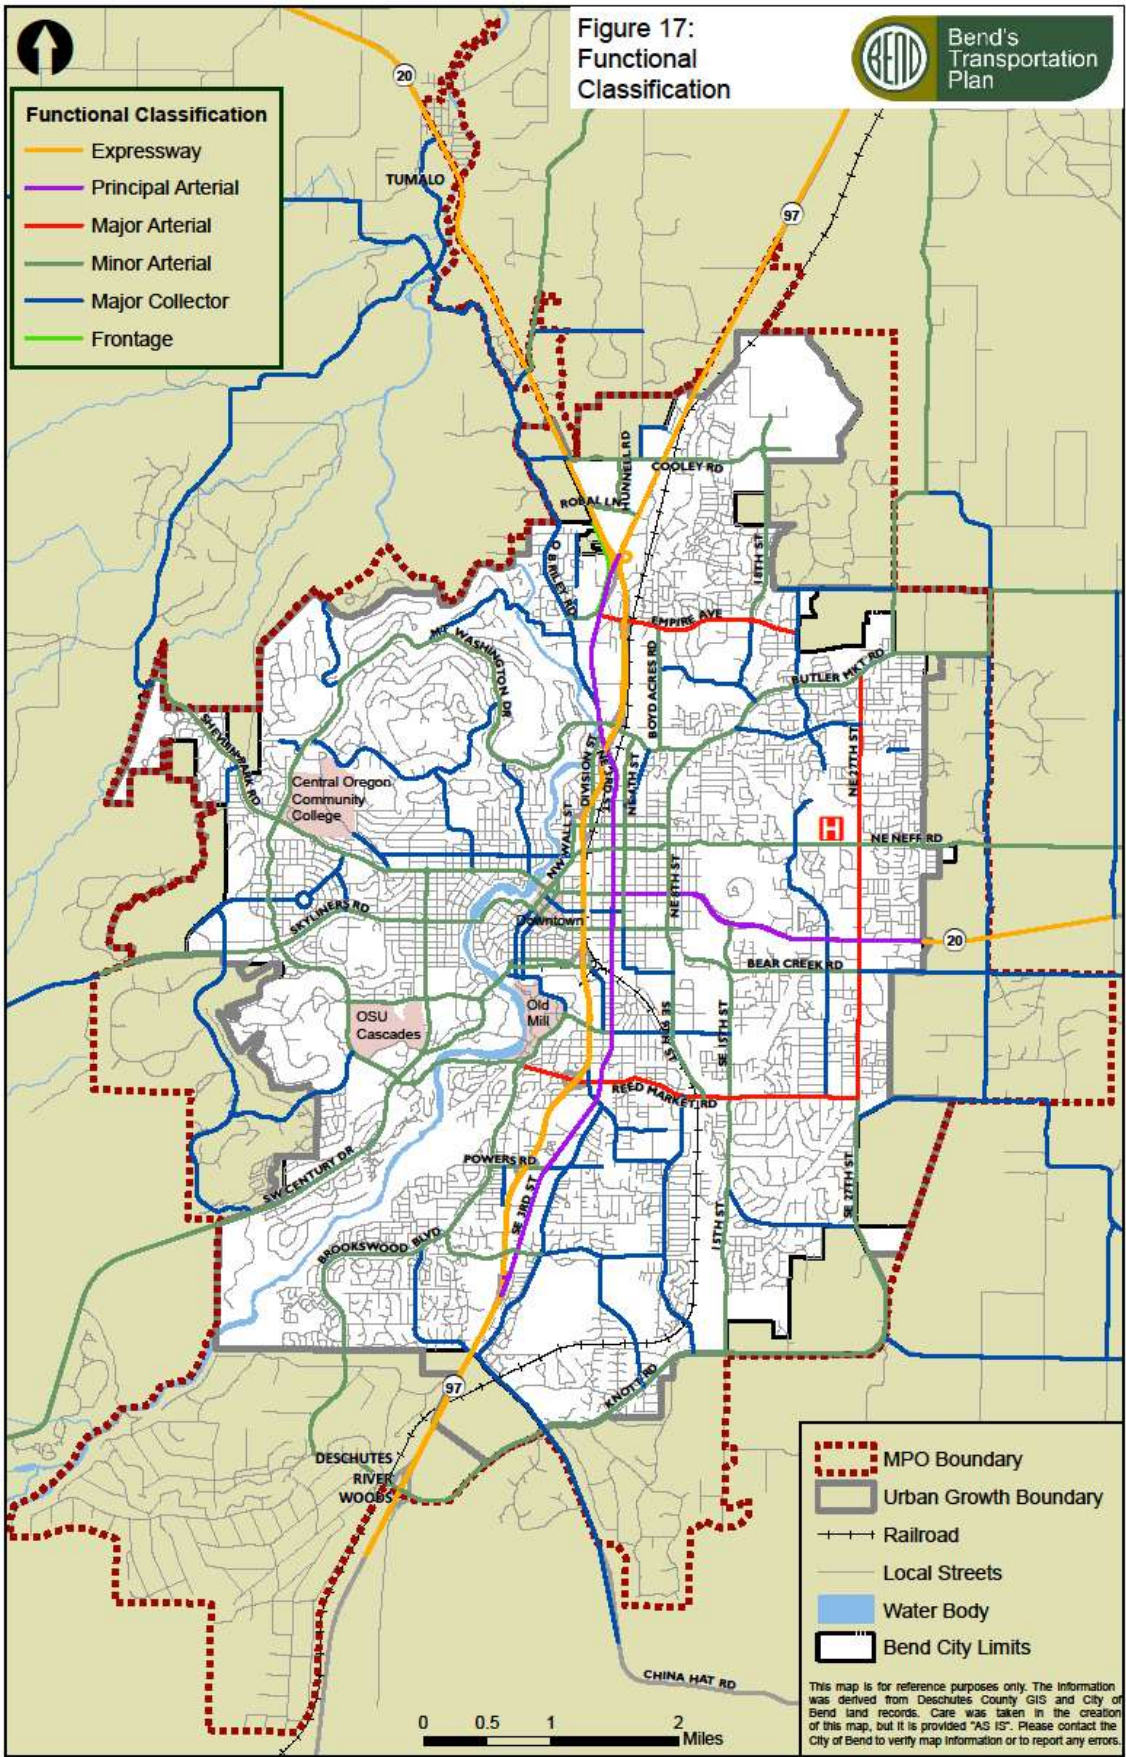 Figure 17:
Functional
Classification
BEND
Bend's
Transportation
Plan
Functional Classification
Expressway
Principal Arterial
Major Arterial
Minor Arterial
Major Collector
Frontage
20
TUMALO
97
HUNNELL RD
COOLEY RD
ROBAL LN
O B RILEY RD
18TH ST
EMPIRE AVE
MT WASHINGTON DR
BOYD ACRES RD
BUTLER MKT RD
SHEVLIN PARK RD
DIVISION ST
NE 3RD ST
NE 4TH ST
NE 27TH ST
Central Oregon
Community
College
NW WALL ST
H
NE NEFF RD
NE 8TH ST
SKYLINERS RD
Downtown
20
BEAR CREEK RD
OSU
Cascades
Old
Mill
SE 9TH ST
SE 15TH ST
REED MARKET RD
POWERS RD
SW CENTURY DR
SE 3RD ST
15TH ST
SE 27TH ST
BROOKSWOOD BLVD
97
KNOTT RD
DESCHUTES
RIVER
WOODS
CHINA HAT RD
MPO Boundary
Urban Growth Boundary
Railroad
Local Streets
Water Body
Bend City Limits
0 0.5 1 2
Miles
This map is for reference purposes only. The information
was derived from Deschutes County GIS and City of
Bend land records. Care was taken in the creation
of this map, but it is provided "AS IS". Please contact the
City of Bend to verify map information or to report any errors.